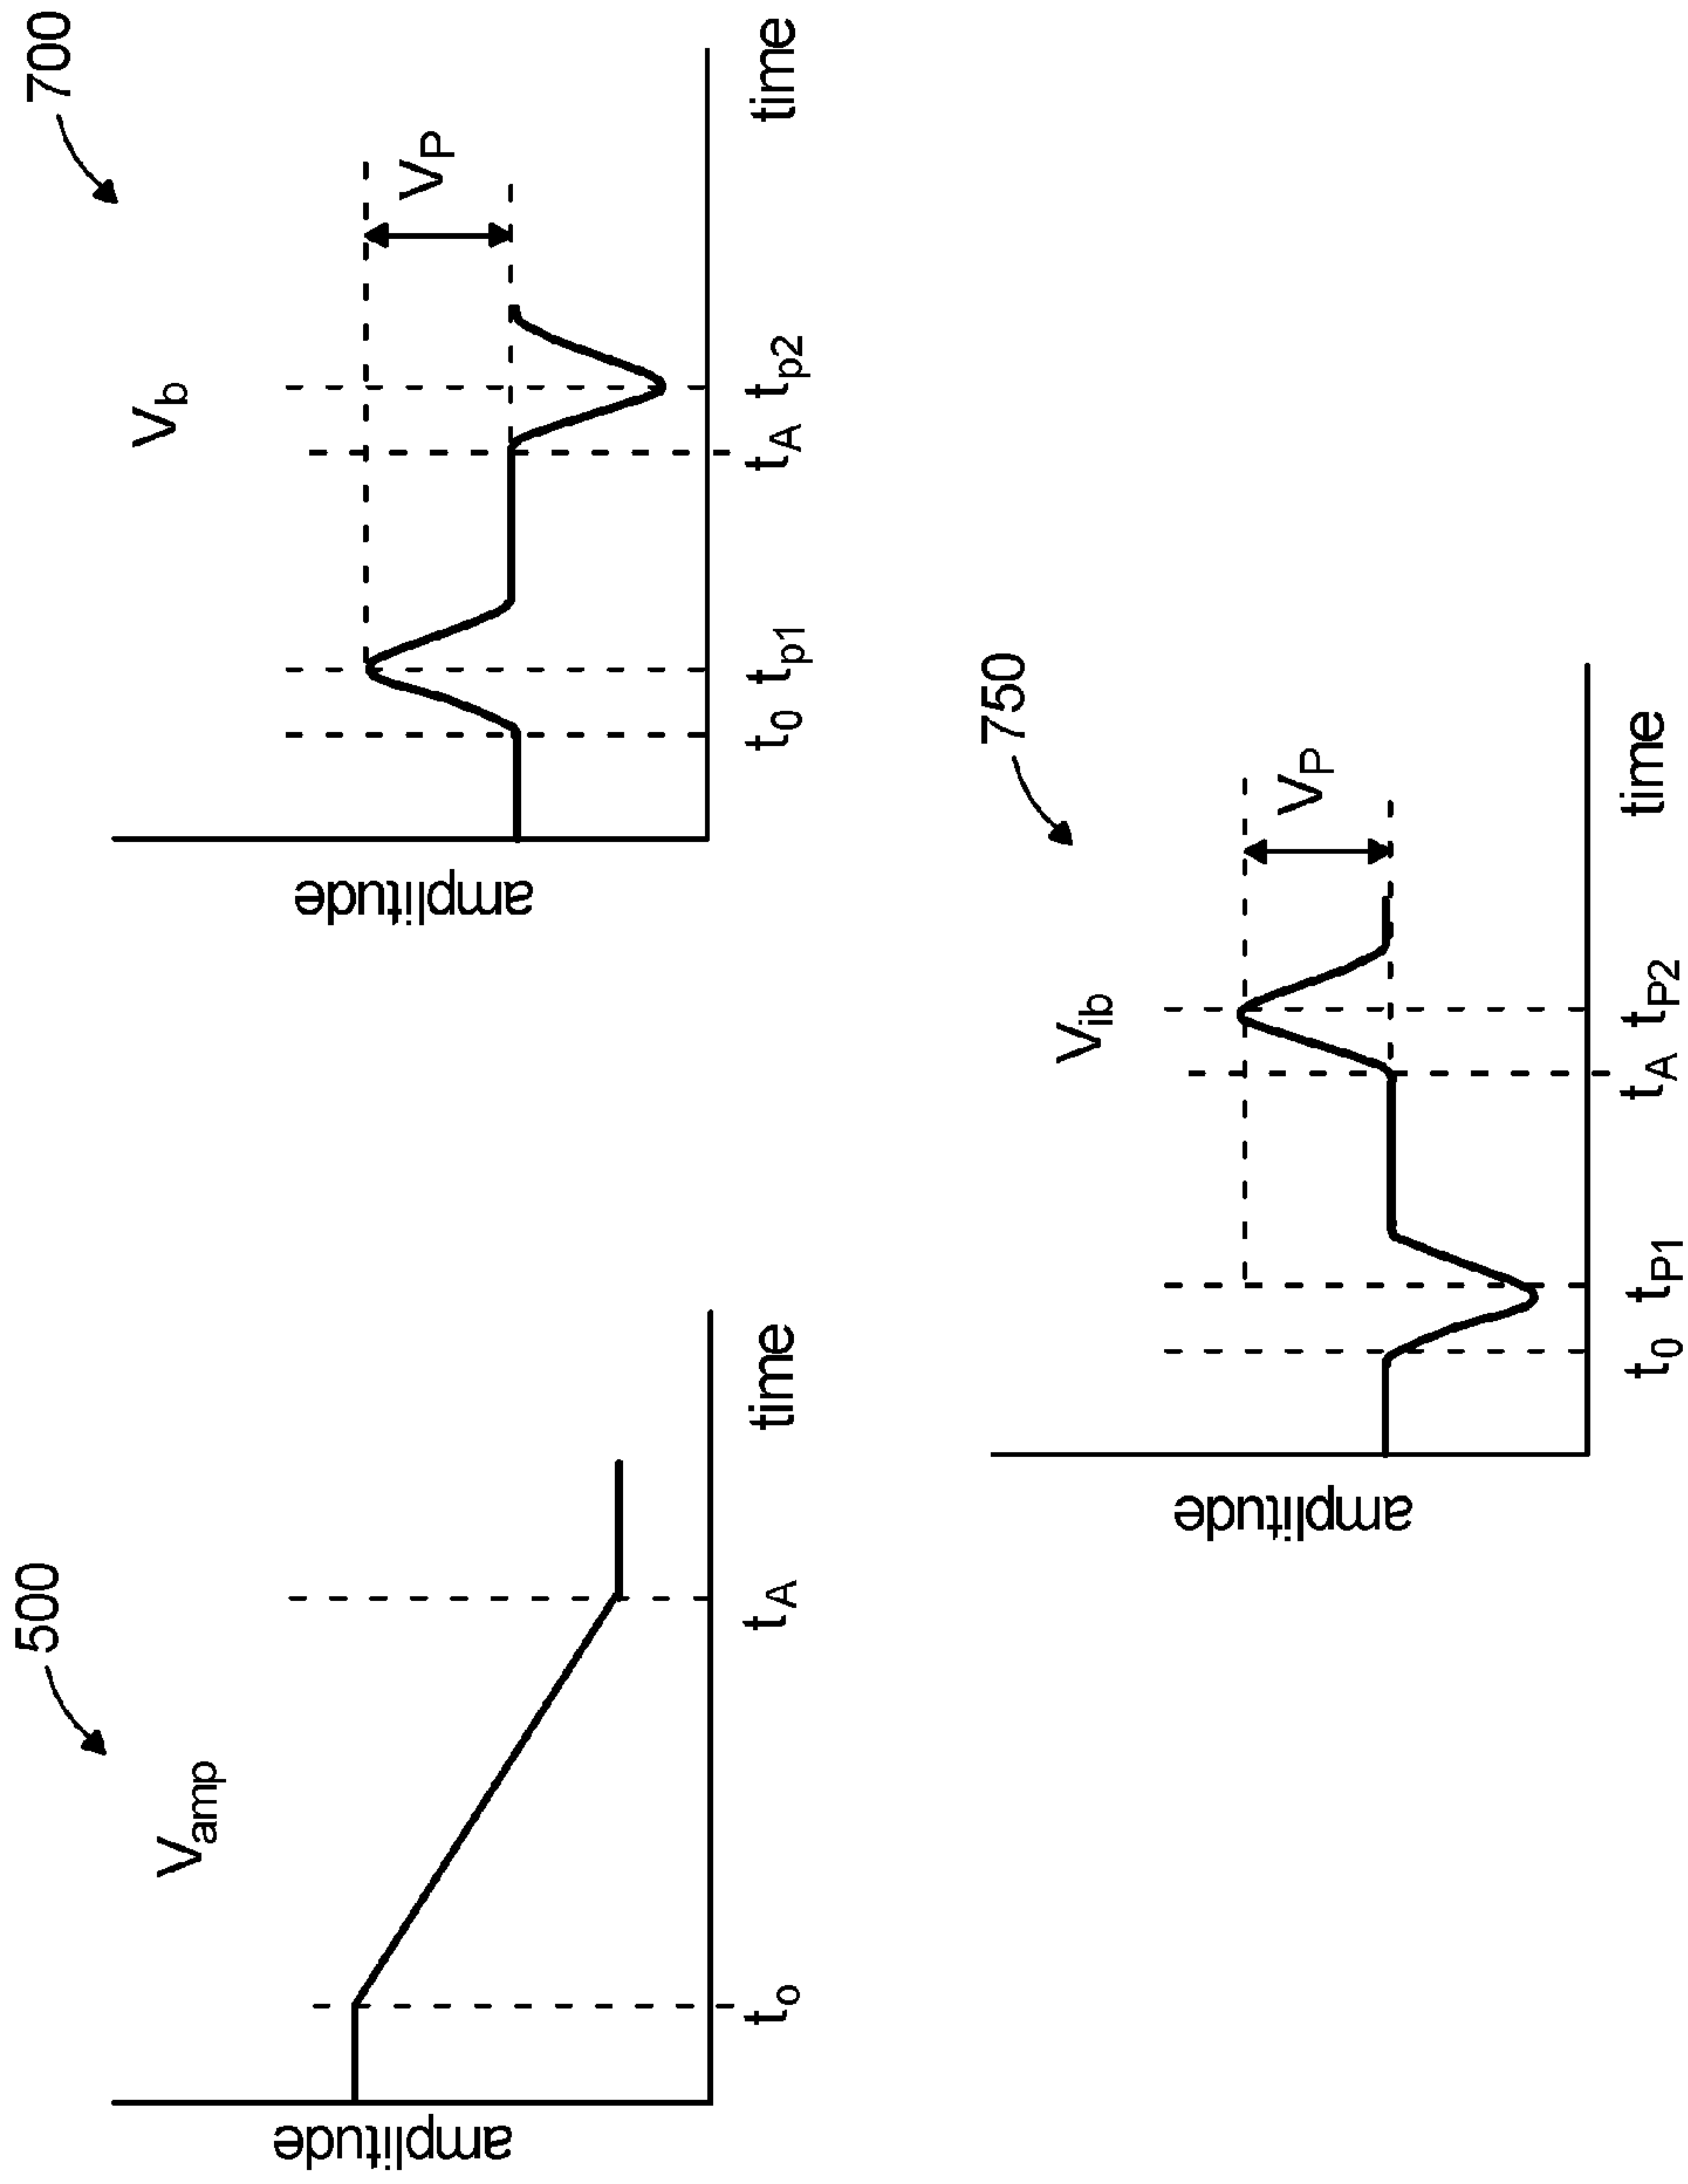 500
Vamp
amplitude
to
tA
time
700
Vb
VP
amplitude
t0
tp1
tA
tp2
time
750
Vib
VP
amplitude
t0
tP1
tA
tP2
time